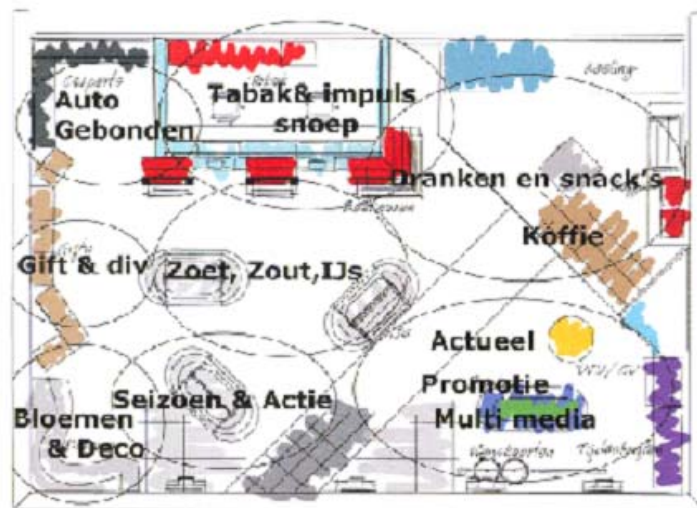 Auto
Gebonden
Tabak & impuls
snoep
Dranken en snack's
Koffie
Gift & div
Zoet, Zout,IJs
Actueel
Promotie
Multi media
Seizoen & Actie
Bloemen
& Deco